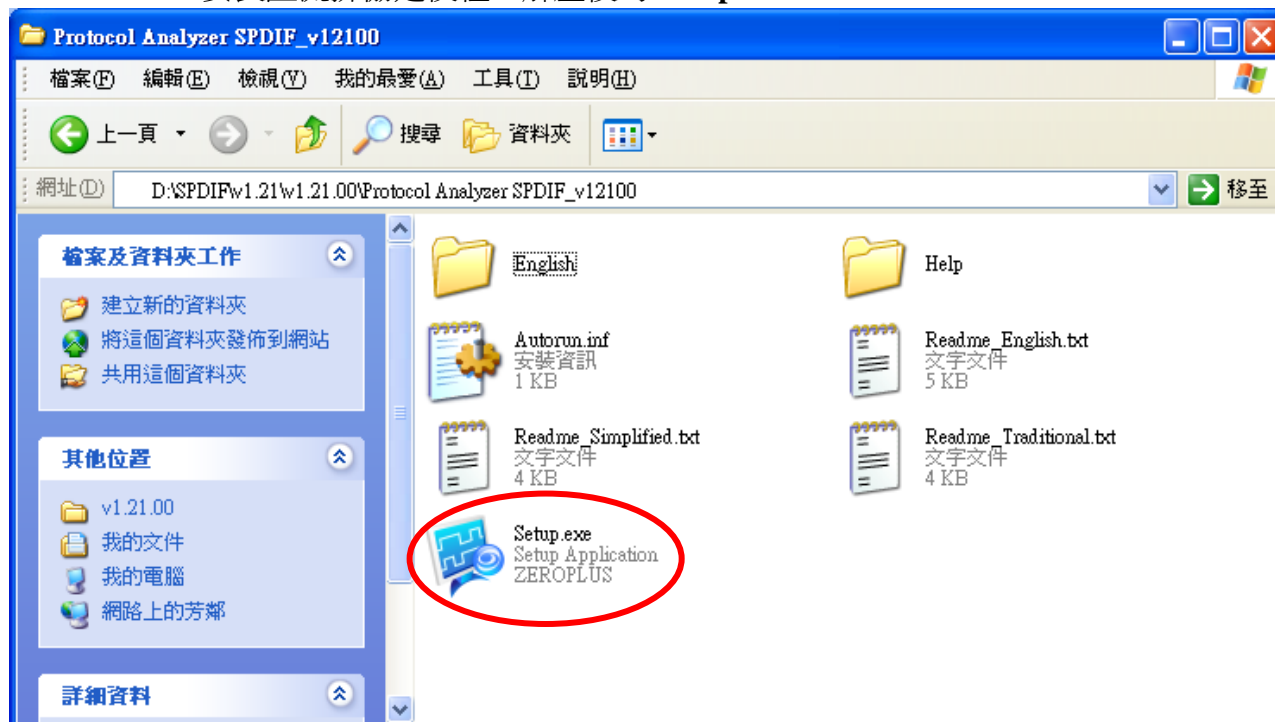 Protocol Analyzer SPDIF_v12100
檔案(F) 編輯(E) 檢視(V) 我的最愛(A) 工具(T) 說明(H)
上一頁 搜尋 資料夾
網址(D) D:\SPDIF\v1.21\v1.21.00\Protocol Analyzer SPDIF_v12100 移至
檔案及資料夾工作
建立新的資料夾
將這個資料夾發佈到網站
共用這個資料夾
其他位置
v1.21.00
我的文件
我的電腦
網路上的芳鄰
詳細資料
English
Help
Autorun.inf
安裝資訊
1 KB
Readme_English.txt
文字文件
5 KB
Readme_Simplified.txt
文字文件
4 KB
Readme_Traditional.txt
文字文件
4 KB
Setup.exe
Setup Application
ZEROPLUS